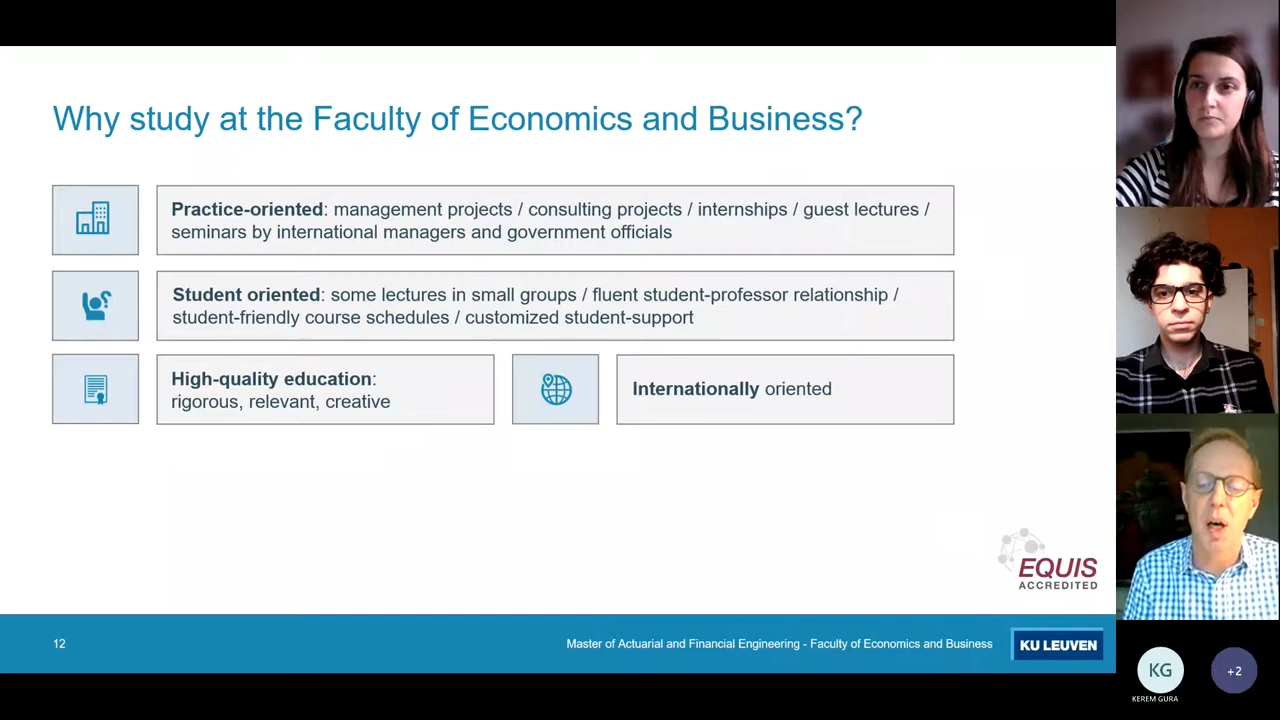 Why study at the Faculty of Economics and Business?
Practice-oriented: management projects / consulting projects / internships / guest lectures /
seminars by international managers and government officials
Student oriented: some lectures in small groups / fluent student-professor relationship /
student-friendly course schedules / customized student-support
High-quality education:
rigorous, relevant, creative
Internationally oriented
EQUIS
ACCREDITED
12
Master of Actuarial and Financial Engineering - Faculty of Economics and Business
KU LEUVEN
KG
KEREM GURA
+2